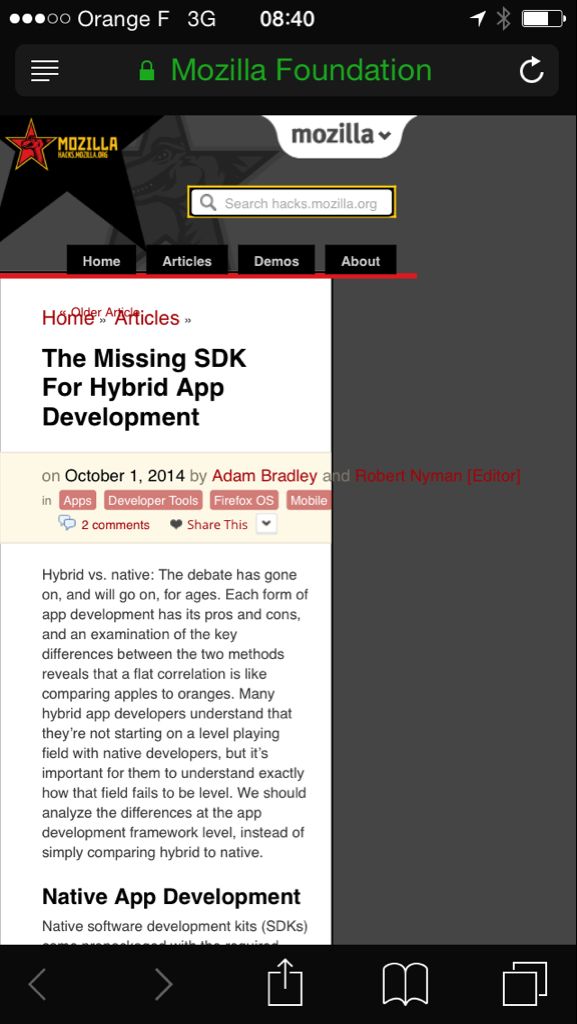 Orange F 3G 08:40
Mozilla Foundation
MOZILLA
HACKS.MOZILLA.ORG
mozilla
Search hacks.mozilla.org
Home Articles Demos About
« Older Article
Home » Articles »
The Missing SDK
For Hybrid App
Development
on October 1, 2014 by Adam Bradley and Robert Nyman [Editor]
in Apps Developer Tools Firefox OS Mobile
2 comments Share This
Hybrid vs. native: The debate has gone
on, and will go on, for ages. Each form of
app development has its pros and cons,
and an examination of the key
differences between the two methods
reveals that a flat correlation is like
comparing apples to oranges. Many
hybrid app developers understand that
they're not starting on a level playing
field with native developers, but it's
important for them to understand exactly
how that field fails to be level. We should
analyze the differences at the app
development framework level, instead of
simply comparing hybrid to native.
Native App Development
Native software development kits (SDKs)
come prepackaged with the required